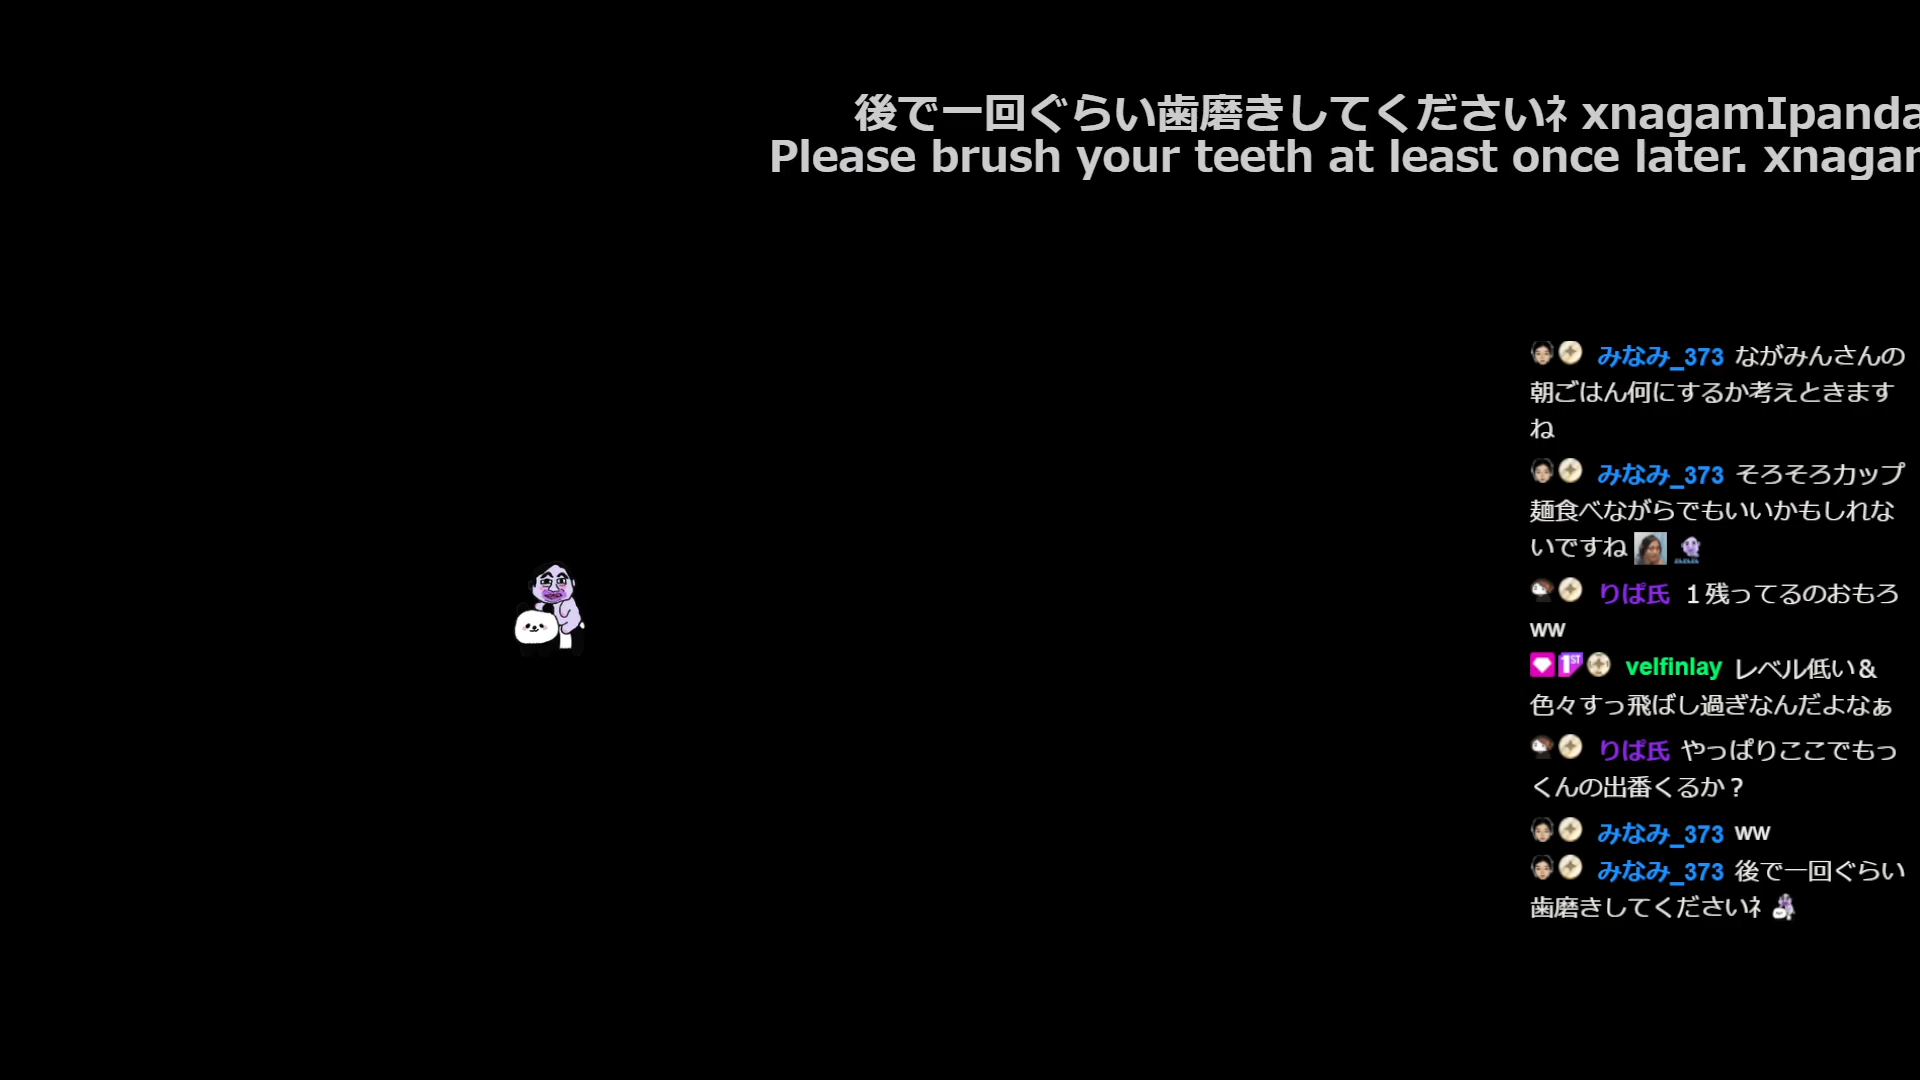 後で一回ぐらい歯磨きしてくださいﾈ xnagamIpanda
Please brush your teeth at least once later. xnagam
みなみ_373 ながみんさんの
朝ごはん何にするか考えときます
ね
みなみ_373 そろそろカップ
麺食べながらでもいいかもしれな
いですね
りぱ氏 １残ってるのおもろ
ww
1ST velfinlay レベル低い＆
色々すっ飛ばし過ぎなんだよなぁ
りぱ氏 やっぱりここでもっ
くんの出番くるか？
みなみ_373 ww
みなみ_373 後で一回ぐらい
歯磨きしてくださいﾈ